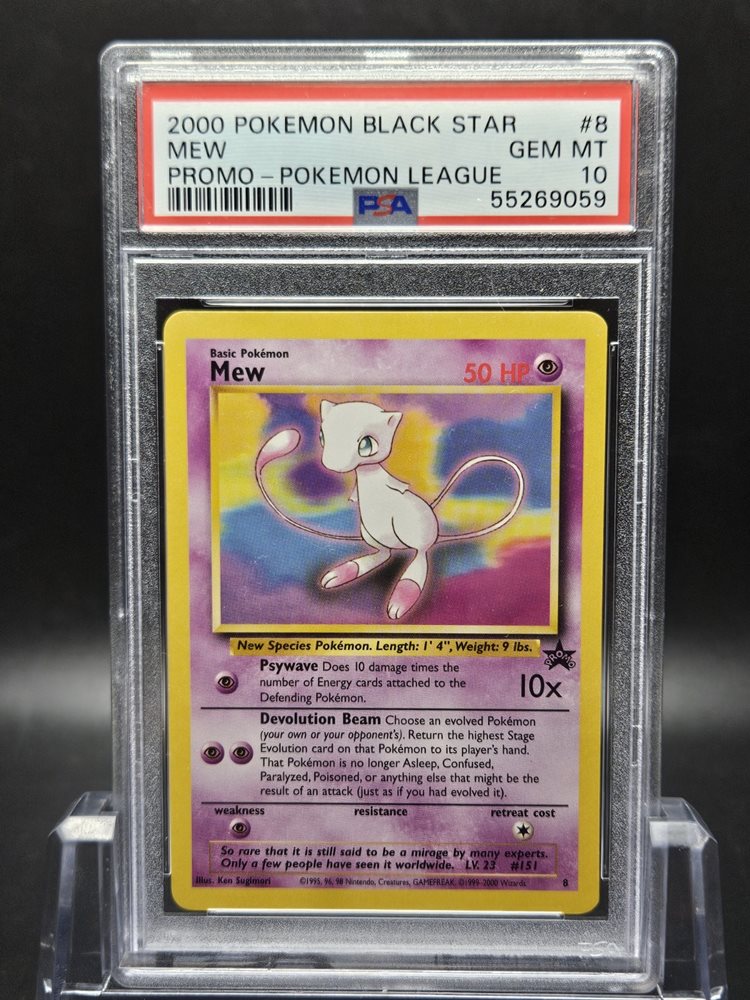 2000 POKEMON BLACK STAR #8
MEW GEM MT
PROMO - POKEMON LEAGUE 10
PSA 55269059
Basic Pokémon
Mew 50 HP
New Species Pokémon. Length: 1' 4", Weight: 9 lbs.
PROMO
Psywave Does 10 damage times the
number of Energy cards attached to the
Defending Pokémon.
10x
Devolution Beam Choose an evolved Pokémon
(your own or your opponent's). Return the highest Stage
Evolution card on that Pokémon to its player's hand.
That Pokémon is no longer Asleep, Confused,
Paralyzed, Poisoned, or anything else that might be the
result of an attack (just as if you had evolved it).
weakness resistance retreat cost
So rare that it is still said to be a mirage by many experts.
Only a few people have seen it worldwide. LV. 23 #151
Illus. Ken Sugimori ©1995, 96, 98 Nintendo, Creatures, GAMEFREAK. ©1999-2000 Wizards. 8
PSA